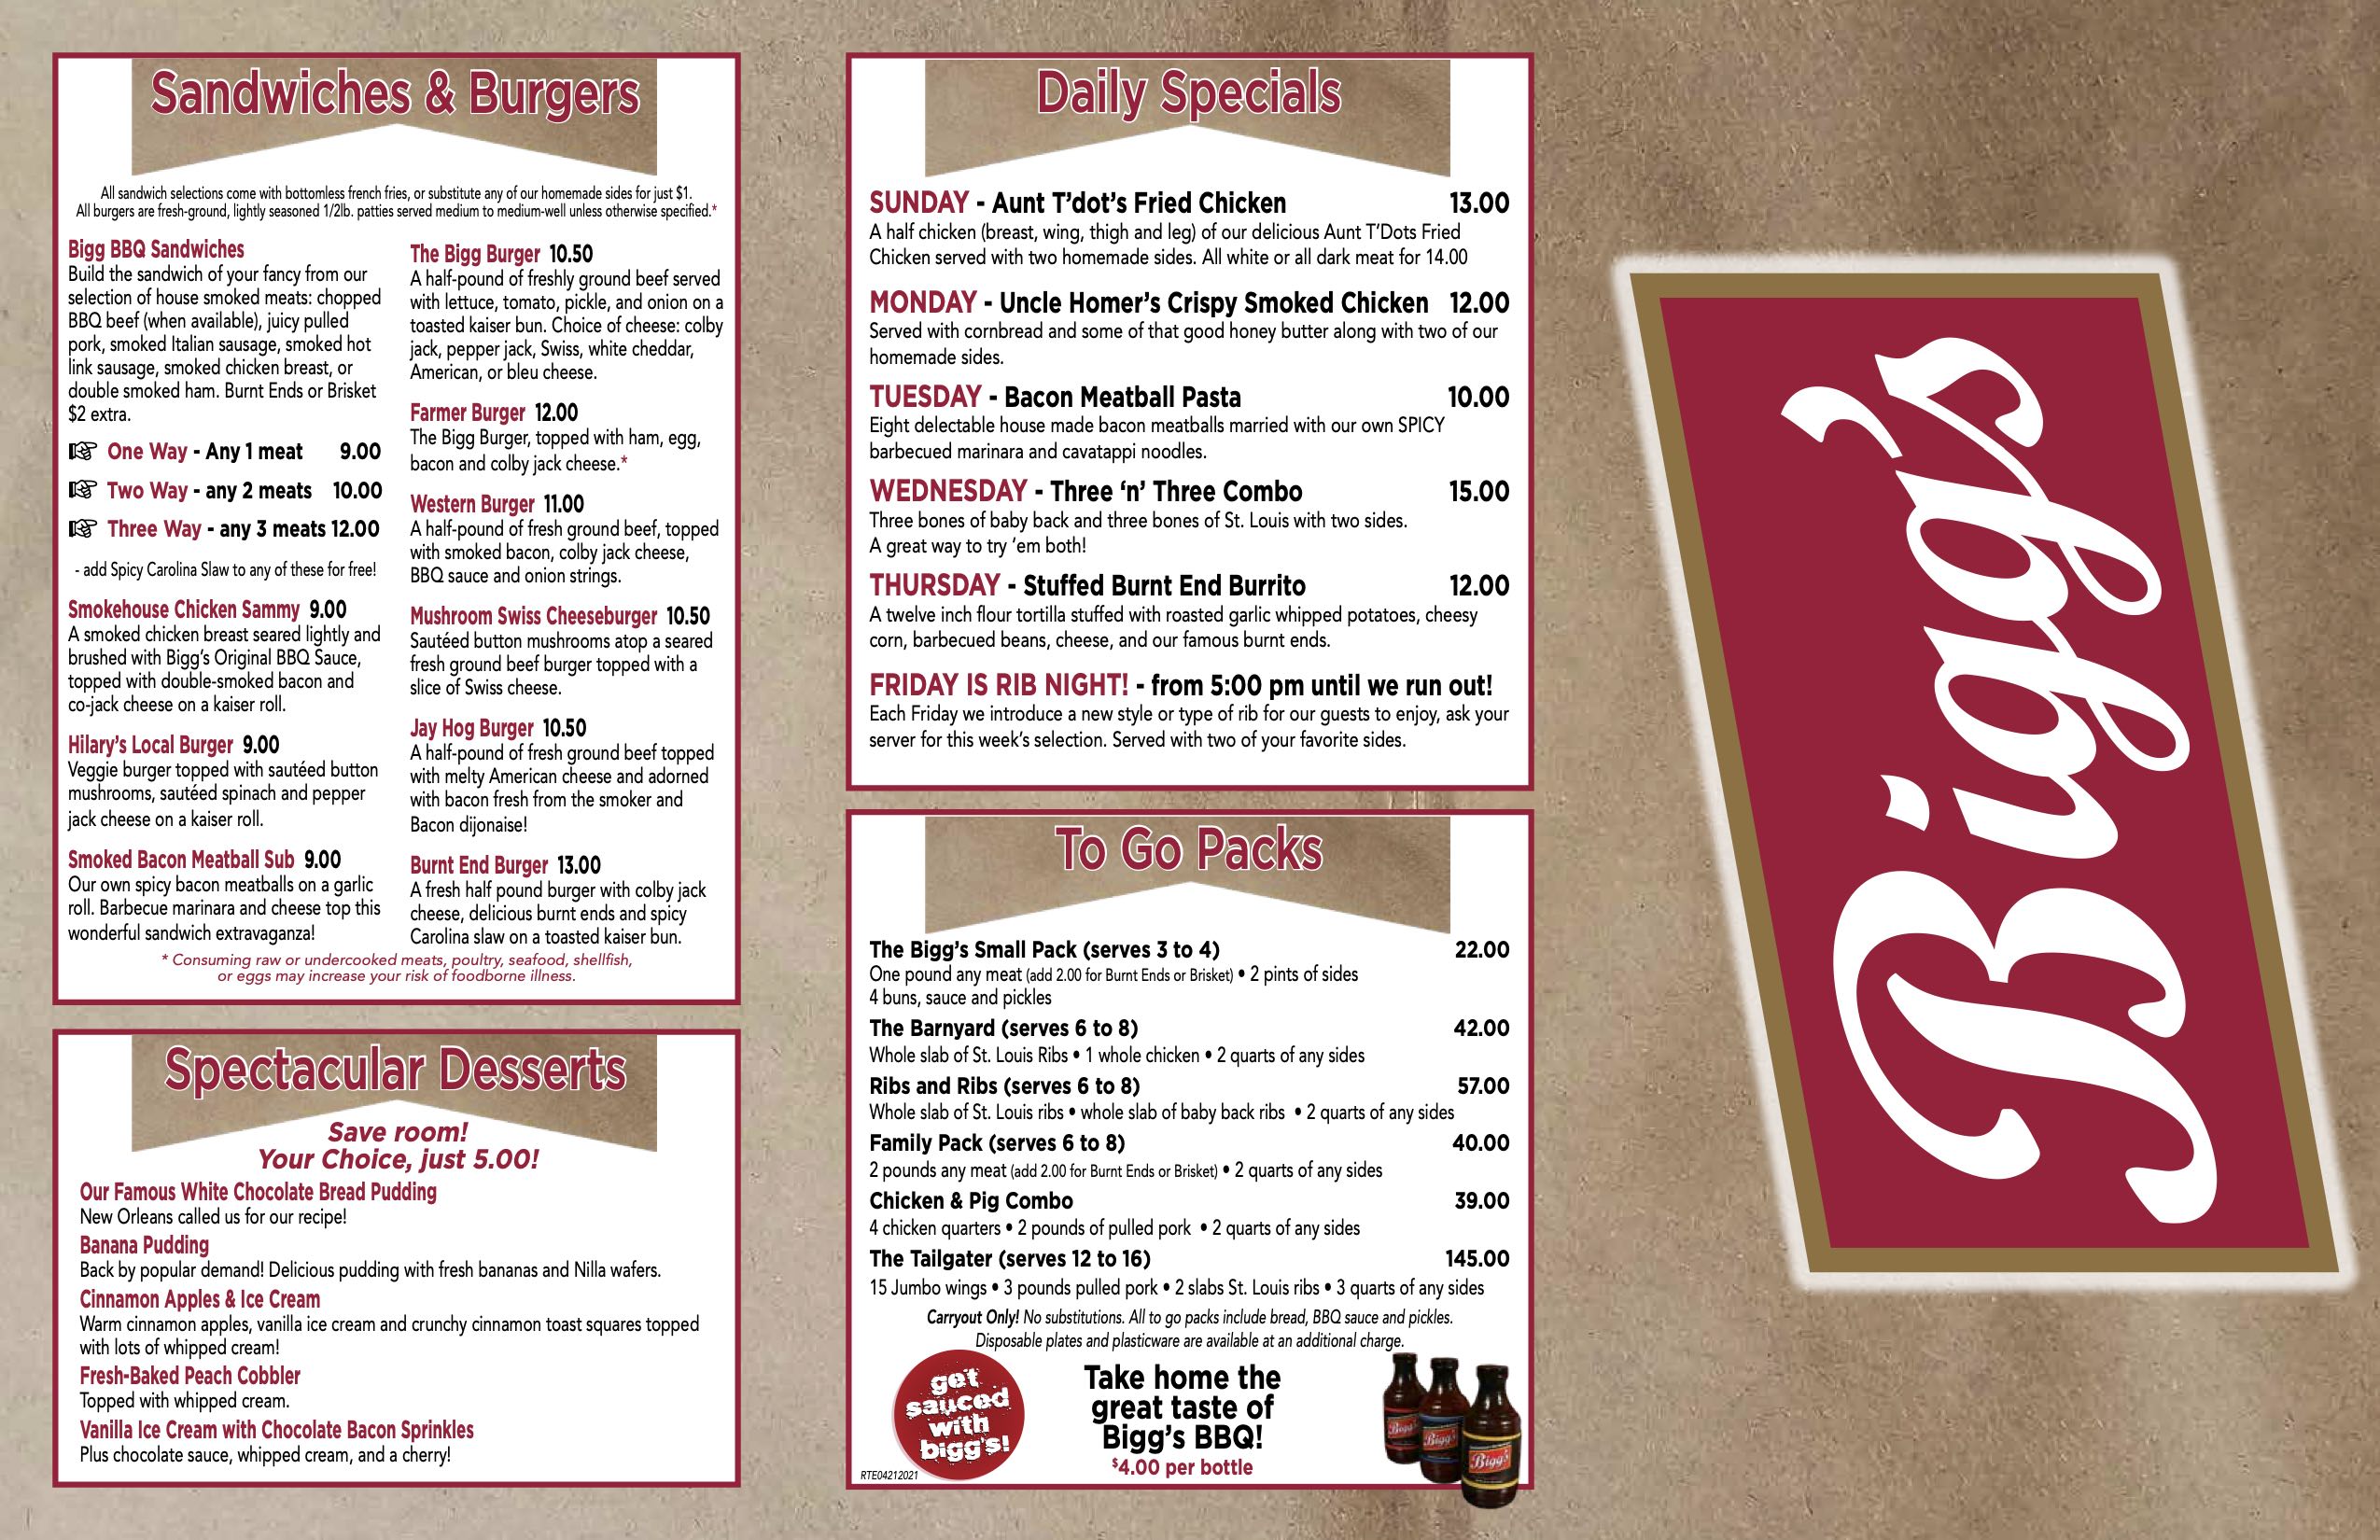 Sandwiches & Burgers
All sandwich selections come with bottomless french fries, or substitute any of our homemade sides for just $1.
All burgers are fresh-ground, lightly seasoned 1/2lb. patties served medium to medium-well unless otherwise specified.*
Bigg BBQ Sandwiches
Build the sandwich of your fancy from our
selection of house smoked meats: chopped
BBQ beef (when available), juicy pulled
pork, smoked Italian sausage, smoked hot
link sausage, smoked chicken breast, or
double smoked ham. Burnt Ends or Brisket
$2 extra.
One Way - Any 1 meat 9.00
Two Way - any 2 meats 10.00
Three Way - any 3 meats 12.00
- add Spicy Carolina Slaw to any of these for free!
Smokehouse Chicken Sammy 9.00
A smoked chicken breast seared lightly and
brushed with Bigg's Original BBQ Sauce,
topped with double-smoked bacon and
co-jack cheese on a kaiser roll.
Hilary's Local Burger 9.00
Veggie burger topped with sautéed button
mushrooms, sautéed spinach and pepper
jack cheese on a kaiser roll.
Smoked Bacon Meatball Sub 9.00
Our own spicy bacon meatballs on a garlic
roll. Barbecue marinara and cheese top this
wonderful sandwich extravaganza!
The Bigg Burger 10.50
A half-pound of freshly ground beef served
with lettuce, tomato, pickle, and onion on a
toasted kaiser bun. Choice of cheese: colby
jack, pepper jack, Swiss, white cheddar,
American, or bleu cheese.
Farmer Burger 12.00
The Bigg Burger, topped with ham, egg,
bacon and colby jack cheese.*
Western Burger 11.00
A half-pound of fresh ground beef, topped
with smoked bacon, colby jack cheese,
BBQ sauce and onion strings.
Mushroom Swiss Cheeseburger 10.50
Sautéed button mushrooms atop a seared
fresh ground beef burger topped with a
slice of Swiss cheese.
Jay Hog Burger 10.50
A half-pound of fresh ground beef topped
with melty American cheese and adorned
with bacon fresh from the smoker and
Bacon dijonaise!
Burnt End Burger 13.00
A fresh half pound burger with colby jack
cheese, delicious burnt ends and spicy
Carolina slaw on a toasted kaiser bun.
* Consuming raw or undercooked meats, poultry, seafood, shellfish,
or eggs may increase your risk of foodborne illness.
Spectacular Desserts
Save room!
Your Choice, just 5.00!
Our Famous White Chocolate Bread Pudding
New Orleans called us for our recipe!
Banana Pudding
Back by popular demand! Delicious pudding with fresh bananas and Nilla wafers.
Cinnamon Apples & Ice Cream
Warm cinnamon apples, vanilla ice cream and crunchy cinnamon toast squares topped
with lots of whipped cream!
Fresh-Baked Peach Cobbler
Topped with whipped cream.
Vanilla Ice Cream with Chocolate Bacon Sprinkles
Plus chocolate sauce, whipped cream, and a cherry!
Daily Specials
SUNDAY - Aunt T'dot's Fried Chicken 13.00
A half chicken (breast, wing, thigh and leg) of our delicious Aunt T'Dots Fried
Chicken served with two homemade sides. All white or all dark meat for 14.00
MONDAY - Uncle Homer's Crispy Smoked Chicken 12.00
Served with cornbread and some of that good honey butter along with two of our
homemade sides.
TUESDAY - Bacon Meatball Pasta 10.00
Eight delectable house made bacon meatballs married with our own SPICY
barbecued marinara and cavatappi noodles.
WEDNESDAY - Three 'n' Three Combo 15.00
Three bones of baby back and three bones of St. Louis with two sides.
A great way to try 'em both!
THURSDAY - Stuffed Burnt End Burrito 12.00
A twelve inch flour tortilla stuffed with roasted garlic whipped potatoes, cheesy
corn, barbecued beans, cheese, and our famous burnt ends.
FRIDAY IS RIB NIGHT! - from 5:00 pm until we run out!
Each Friday we introduce a new style or type of rib for our guests to enjoy, ask your
server for this week's selection. Served with two of your favorite sides.
To Go Packs
The Bigg's Small Pack (serves 3 to 4) 22.00
One pound any meat (add 2.00 for Burnt Ends or Brisket) • 2 pints of sides
4 buns, sauce and pickles
The Barnyard (serves 6 to 8) 42.00
Whole slab of St. Louis Ribs • 1 whole chicken • 2 quarts of any sides
Ribs and Ribs (serves 6 to 8) 57.00
Whole slab of St. Louis ribs • whole slab of baby back ribs • 2 quarts of any sides
Family Pack (serves 6 to 8) 40.00
2 pounds any meat (add 2.00 for Burnt Ends or Brisket) • 2 quarts of any sides
Chicken & Pig Combo 39.00
4 chicken quarters • 2 pounds of pulled pork • 2 quarts of any sides
The Tailgater (serves 12 to 16) 145.00
15 Jumbo wings • 3 pounds pulled pork • 2 slabs St. Louis ribs • 3 quarts of any sides
Carryout Only! No substitutions. All to go packs include bread, BBQ sauce and pickles.
Disposable plates and plasticware are available at an additional charge.
get
sauced
with
bigg's!
RTE04212021
Take home the
great taste of
Bigg's BBQ!
$4.00 per bottle
Bigg's
Bigg's
Bigg's
Bigg's